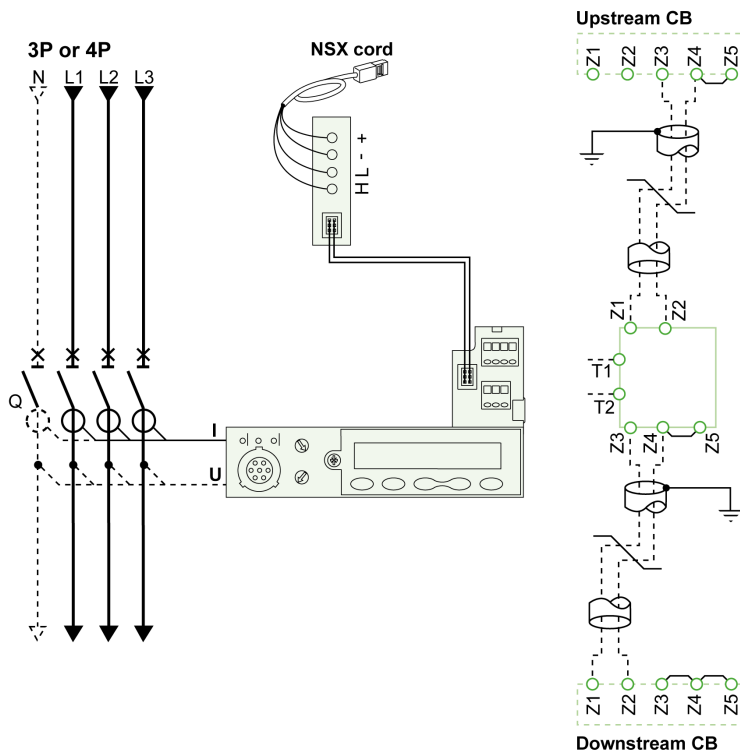 Upstream CB
Z1 Z2 Z3 Z4 Z5
3P or 4P
N L1 L2 L3
NSX cord
H L - +
Z1 Z2
T1
T2
Q
I
U
Z3 Z4 Z5
Z1 Z2 Z3 Z4 Z5
Downstream CB